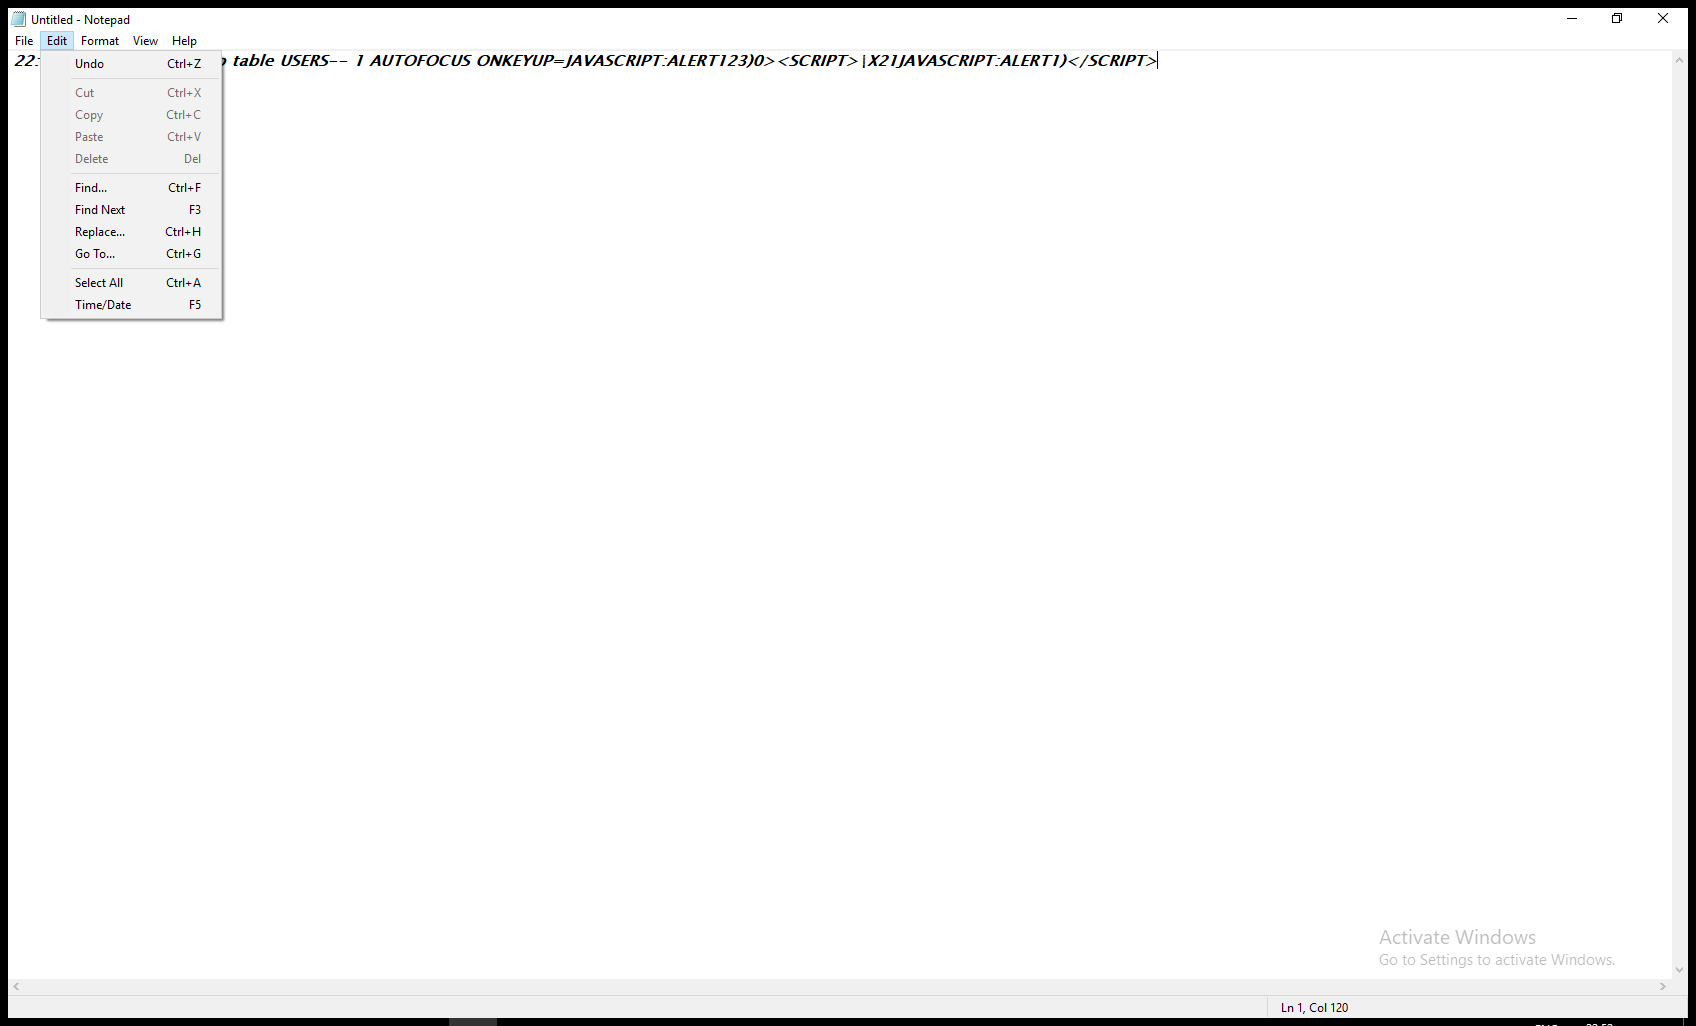 Untitled - Notepad
File Edit Format View Help
22: table USERS-- 1 AUTOFOCUS ONKEYUP=JAVASCRIPT:ALERT123)0><SCRIPT>\X21JAVASCRIPT:ALERT1)</SCRIPT>
Undo Ctrl+Z
Cut Ctrl+X
Copy Ctrl+C
Paste Ctrl+V
Delete Del
Find... Ctrl+F
Find Next F3
Replace... Ctrl+H
Go To... Ctrl+G
Select All Ctrl+A
Time/Date F5
Activate Windows
Go to Settings to activate Windows.
Ln 1, Col 120